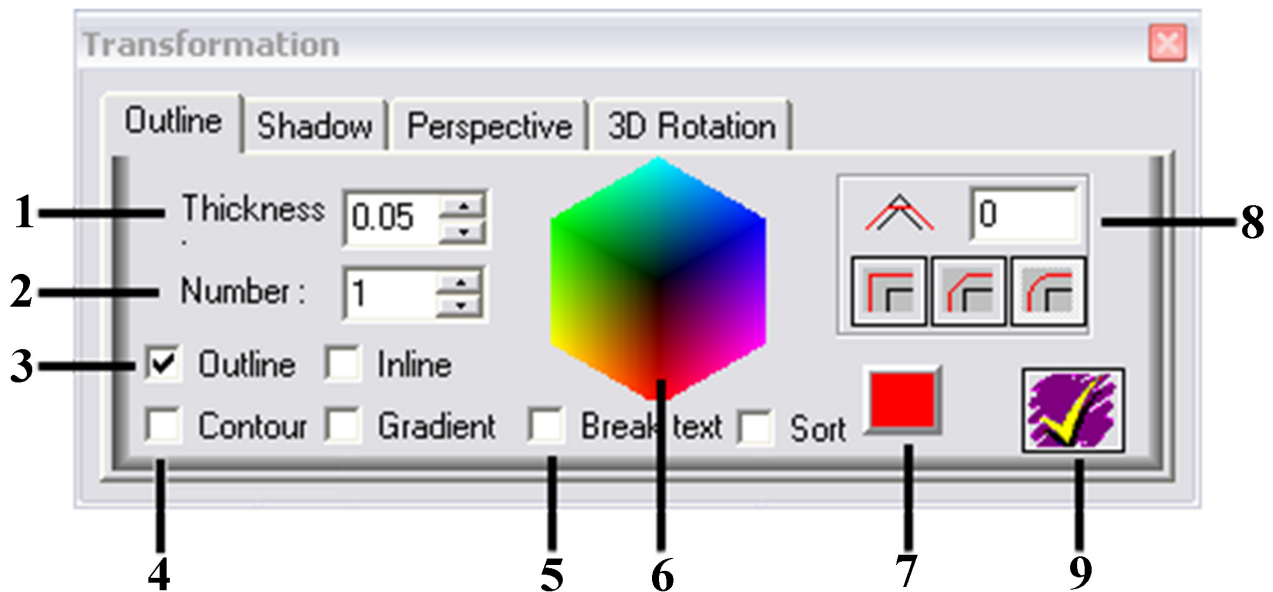 Transformation
Outline Shadow Perspective 3D Rotation
1 Thickness : 0.05 0 8
2 Number : 1
3 Outline Inline
Contour Gradient Break text Sort
4 5 6 7 9